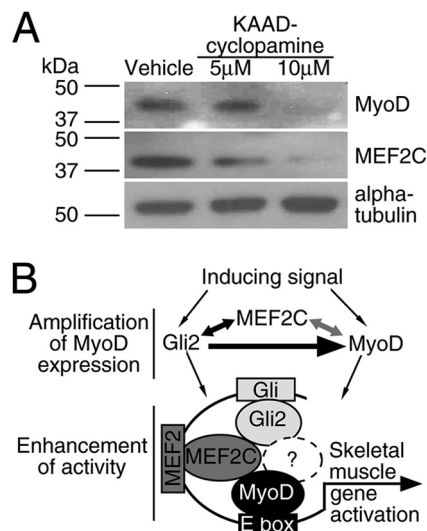 A
KAAD-
cyclopamine
kDa
Vehicle 5µM 10µM
50
37
MyoD
50
37
MEF2C
50
alpha-
tubulin
B
Inducing signal
Amplification
of MyoD
expression
Gli2
MEF2C
MyoD
Enhancement
of activity
Gli
Gli2
MEF2
MEF2C
?
MyoD
E box
Skeletal
muscle
gene
activation